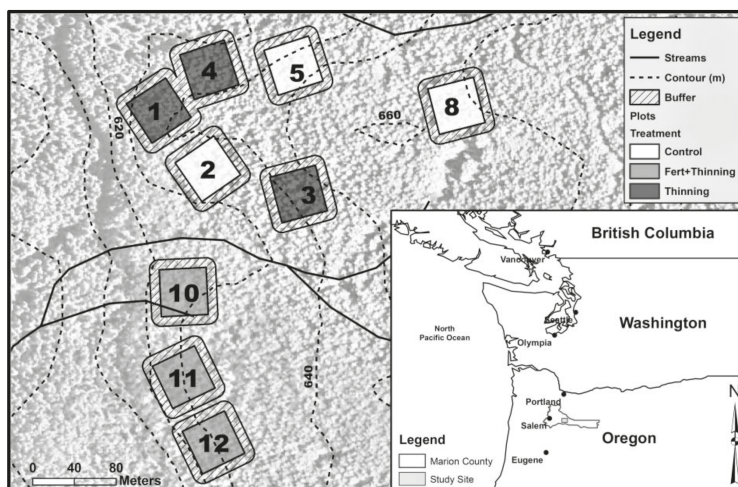 Legend
Streams
Contour (m)
Buffer
Plots
Treatment
Control
Fert+Thinning
Thinning
4
5
1
8
660
620
2
3
10
640
11
12
0 40 80
Meters
British Columbia
Vancouver
Washington
Seattle
North
Pacific Ocean
Olympia
Portland
Salem
Oregon
Eugene
N
Legend
Marion County
Study Site